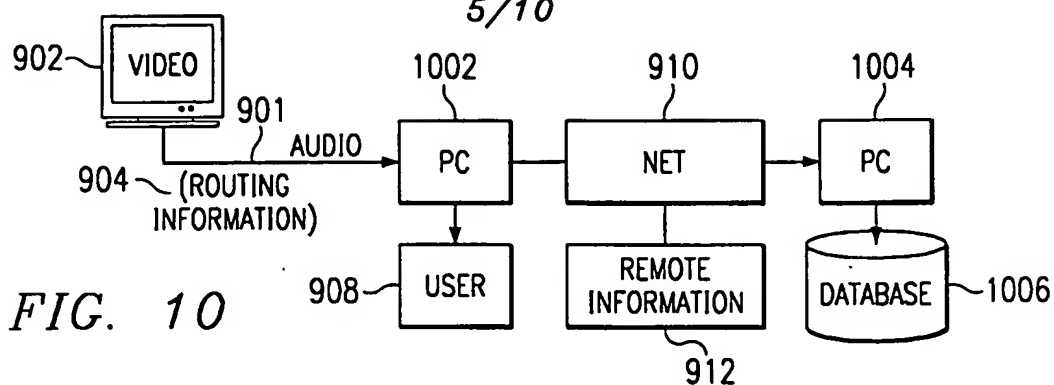 5/10
902
VIDEO
901
AUDIO
904
(ROUTING
INFORMATION)
1002
PC
910
NET
1004
PC
908
USER
REMOTE
INFORMATION
912
DATABASE
1006
FIG. 10